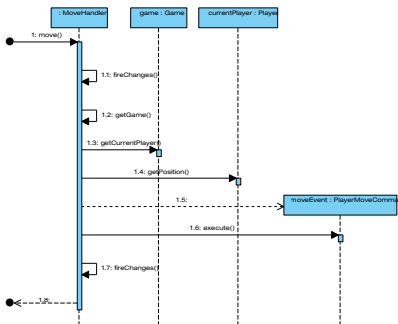 : MoveHandler
game : Game
currentPlayer : Player
1: move()
1.1: fireChanges()
1.2: getGame()
1.3: getCurrentPlayer()
1.4: getPosition()
1.5:
moveEvent : PlayerMoveComma
1.6: execute()
1.7: fireChanges()
1.8: